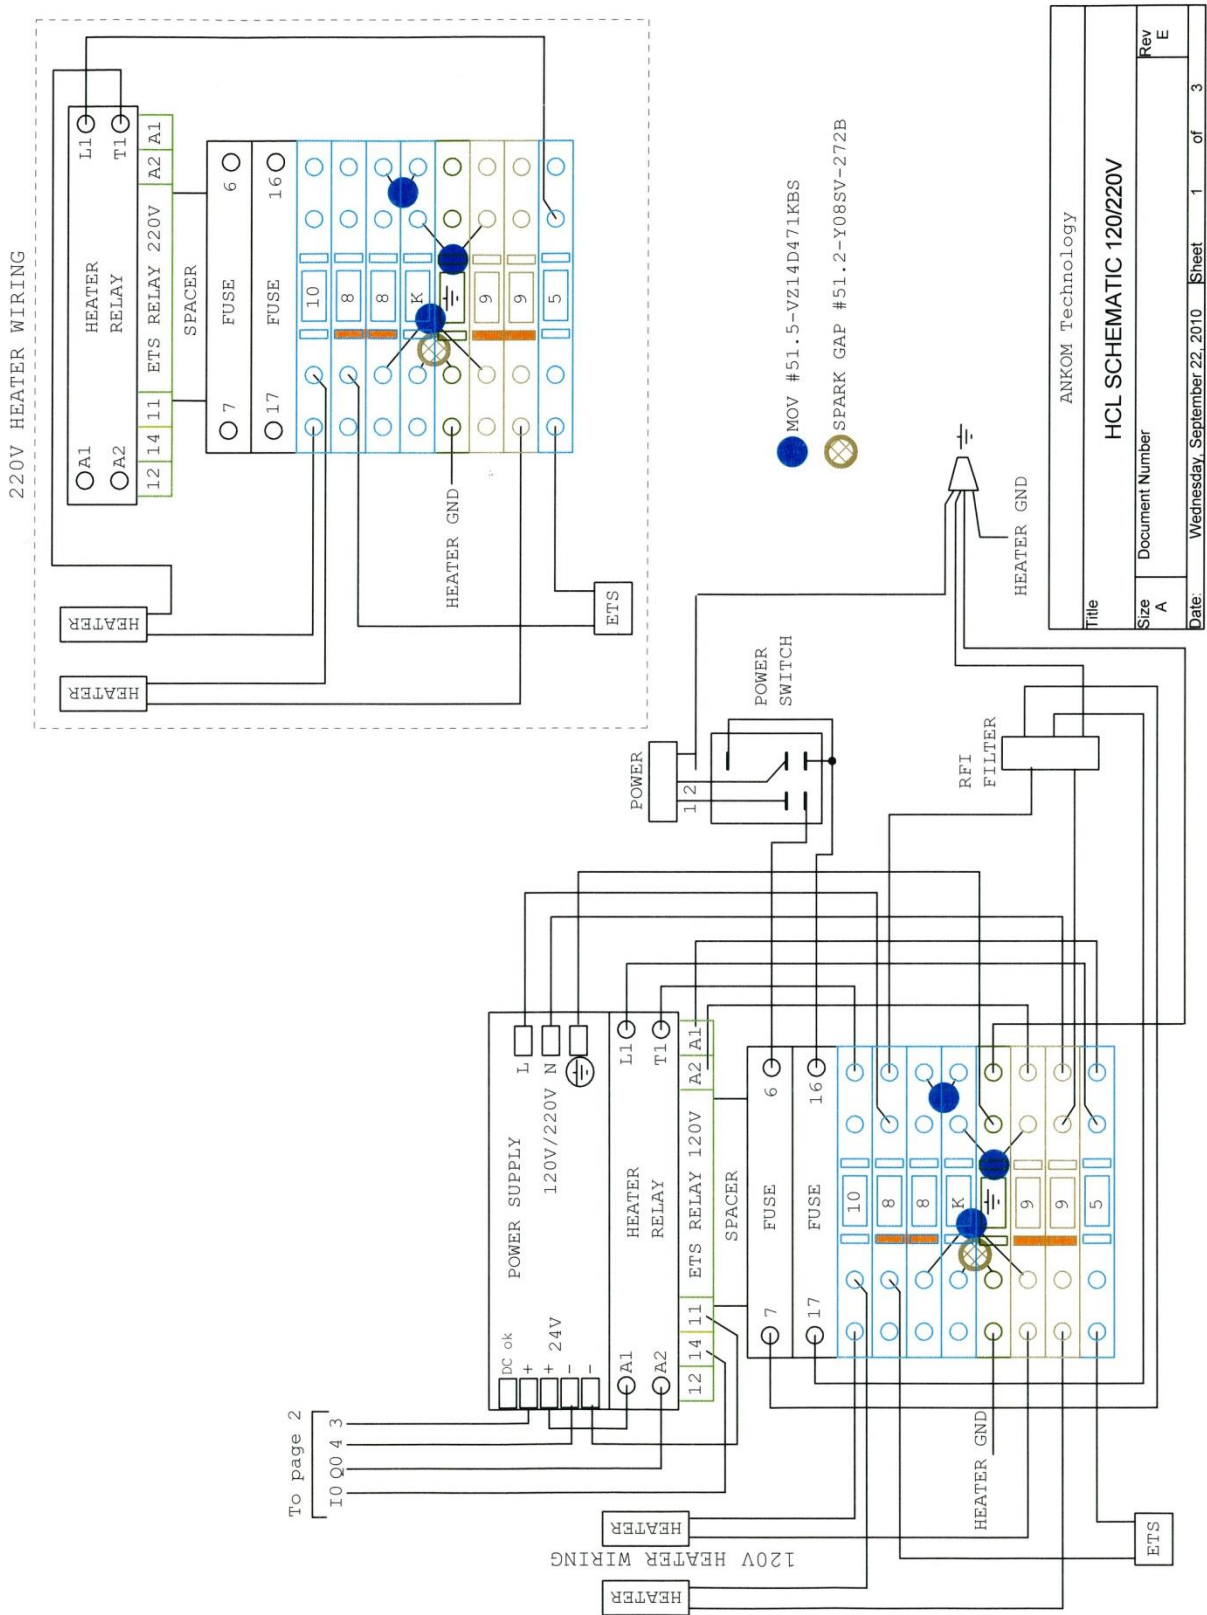 220V HEATER WIRING
HEATER
HEATER
A1
A2
HEATER
RELAY
L1
T1
12 14 11 ETS RELAY 220V A2 A1
SPACER
7 FUSE 6
17 FUSE 16
10
8
8
K
9
9
5
HEATER GND
ETS
MOV #51.5-VZ14D471KBS
SPARK GAP #51.2-Y08SV-272B
POWER
1 2
POWER
SWITCH
RFI
FILTER
HEATER GND
To page 2
I0 Q0 4 3
POWER SUPPLY
DC ok
+
+
-
-
24V
120V/220V
L
N
A1
A2
HEATER
RELAY
L1
T1
12 14 11 ETS RELAY 120V A2 A1
SPACER
7 FUSE 6
17 FUSE 16
10
8
8
K
9
9
5
HEATER GND
HEATER
HEATER
120V HEATER WIRING
ETS
ANKOM Technology
Title
HCL SCHEMATIC 120/220V
Size
A
Document Number
Rev
E
Date:
Wednesday, September 22, 2010
Sheet
1
of
3